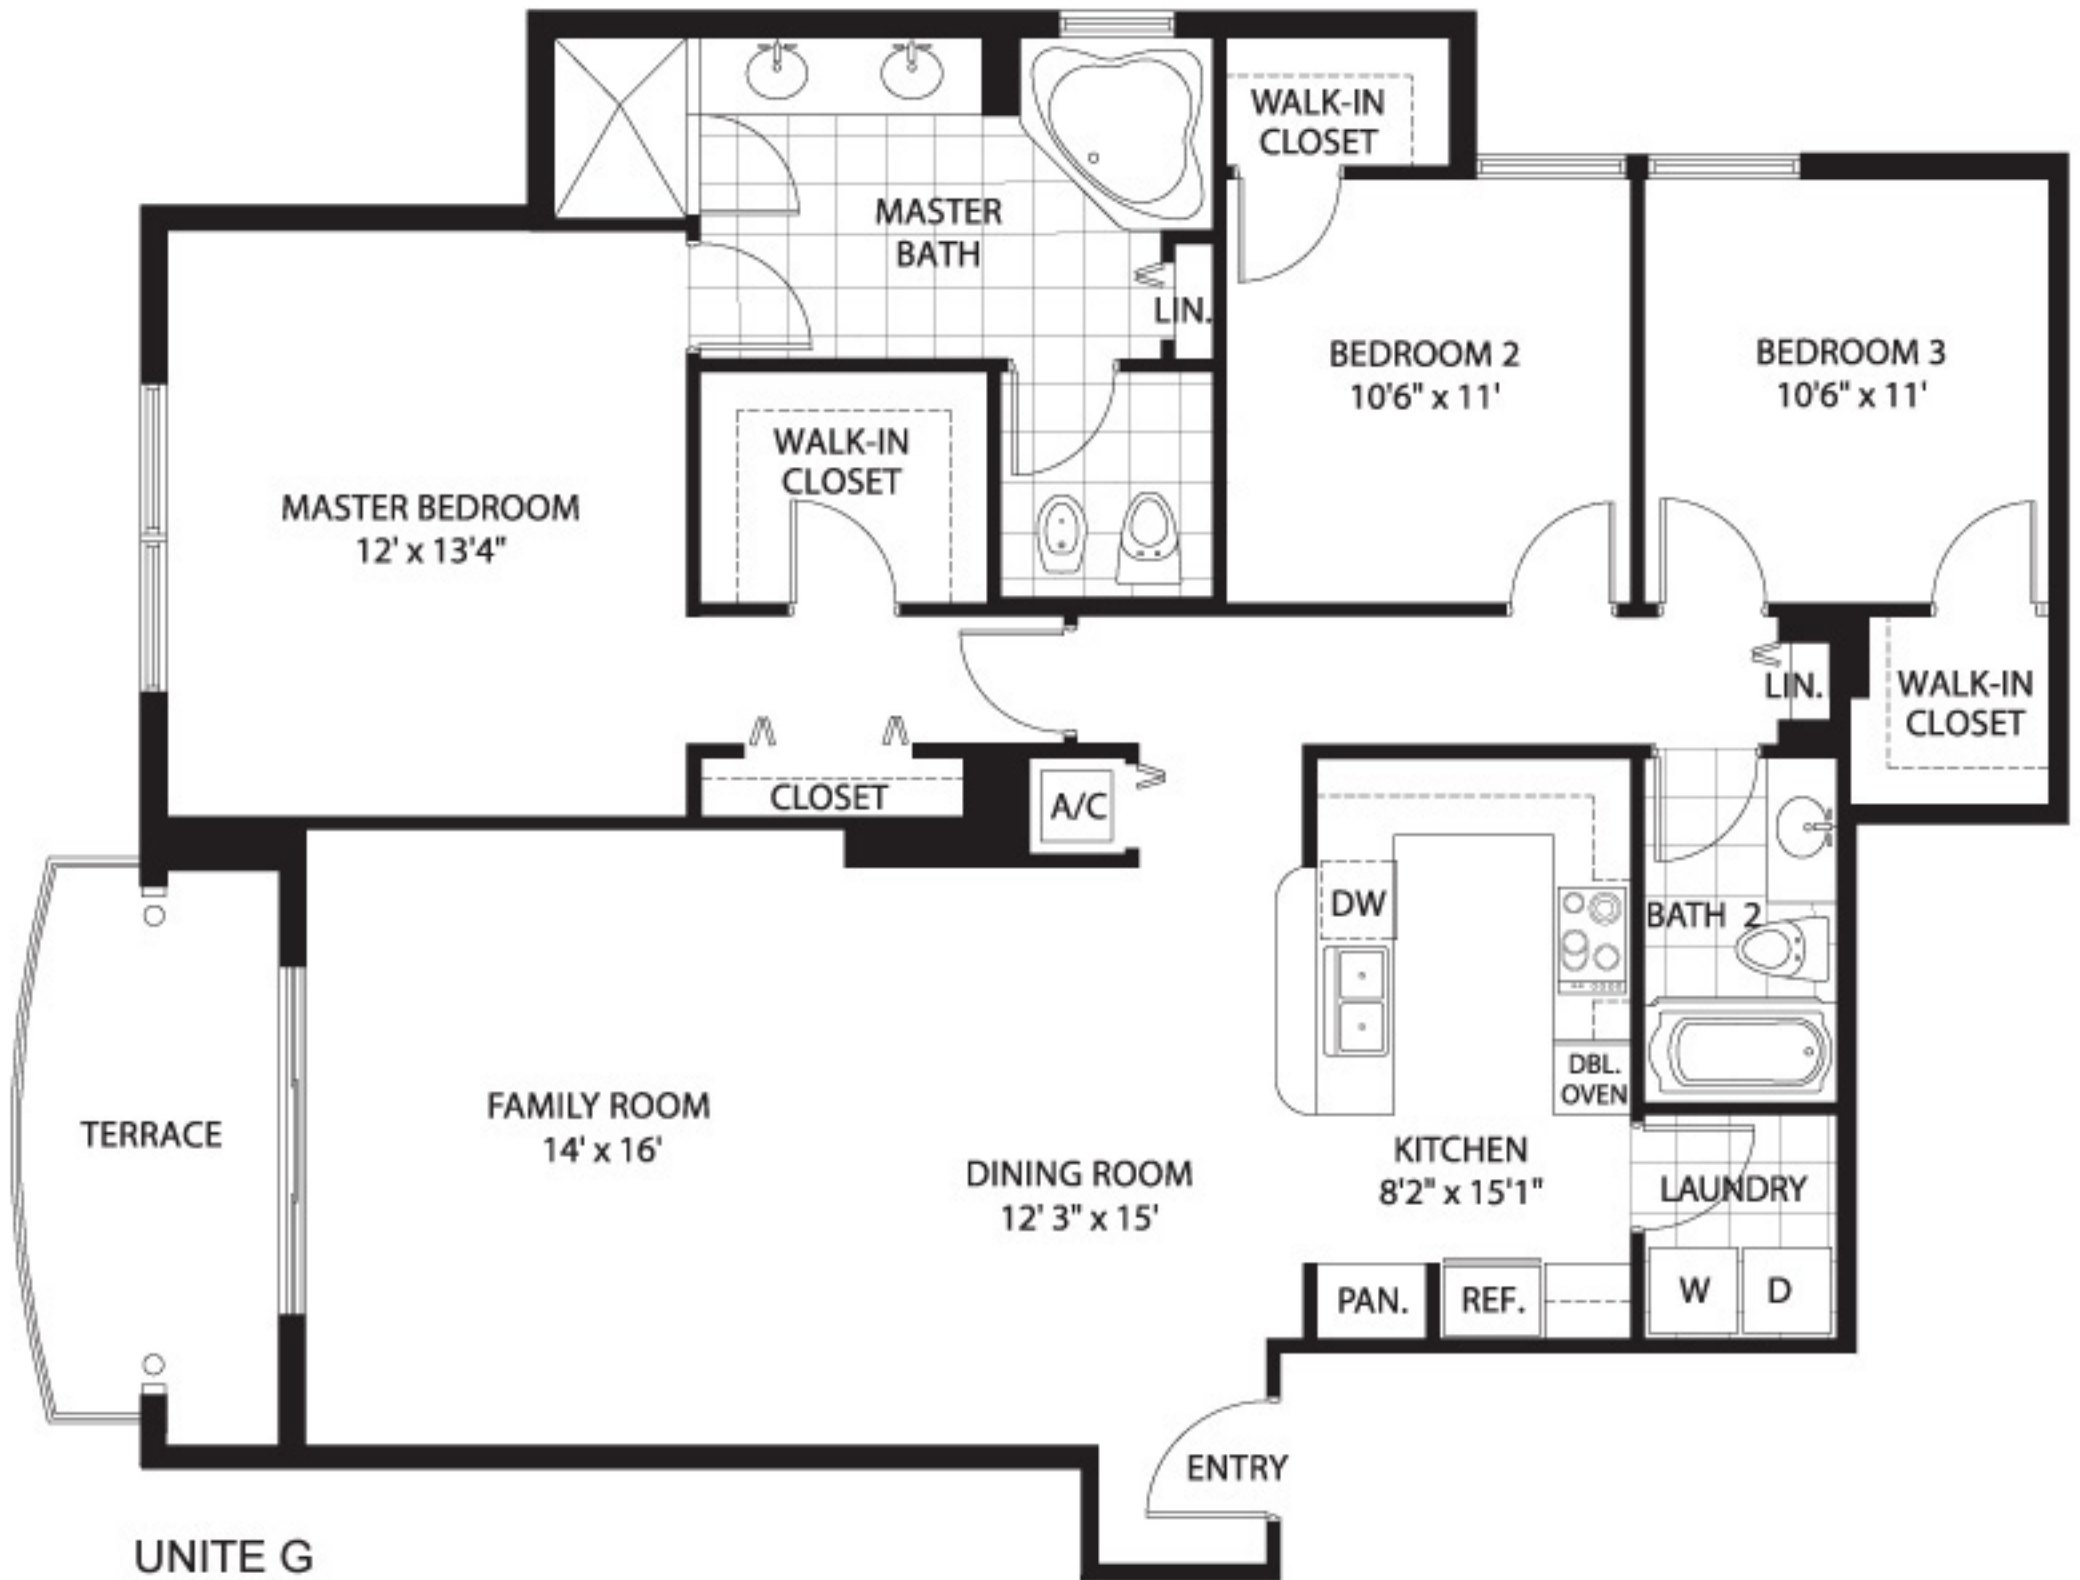 WALK-IN
CLOSET
MASTER
BATH
LIN.
BEDROOM 2
10'6" x 11'
BEDROOM 3
10'6" x 11'
WALK-IN
CLOSET
MASTER BEDROOM
12' x 13'4"
LIN.
WALK-IN
CLOSET
CLOSET
A/C
DW
BATH 2
DBL.
OVEN
TERRACE
FAMILY ROOM
14' x 16'
DINING ROOM
12' 3" x 15'
KITCHEN
8'2" x 15'1"
LAUNDRY
PAN.
REF.
W
D
ENTRY
UNITE G